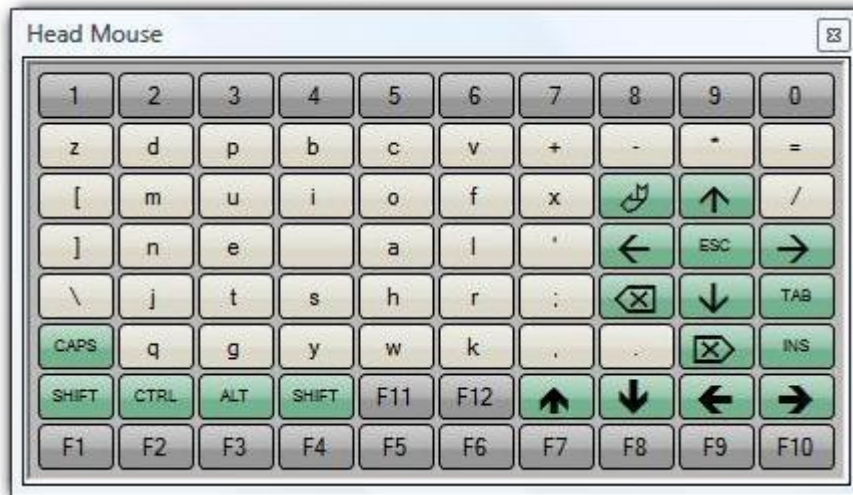 Head Mouse
1 2 3 4 5 6 7 8 9 0
z d p b c v + - * =
[ m u i o f x ↑ /
] n e a l ' ← ESC →
\ j t s h r ; ⌫ ↓ TAB
CAPS q g y w k , . ⌦ INS
SHIFT CTRL ALT SHIFT F11 F12 ↑ ↓ ← →
F1 F2 F3 F4 F5 F6 F7 F8 F9 F10